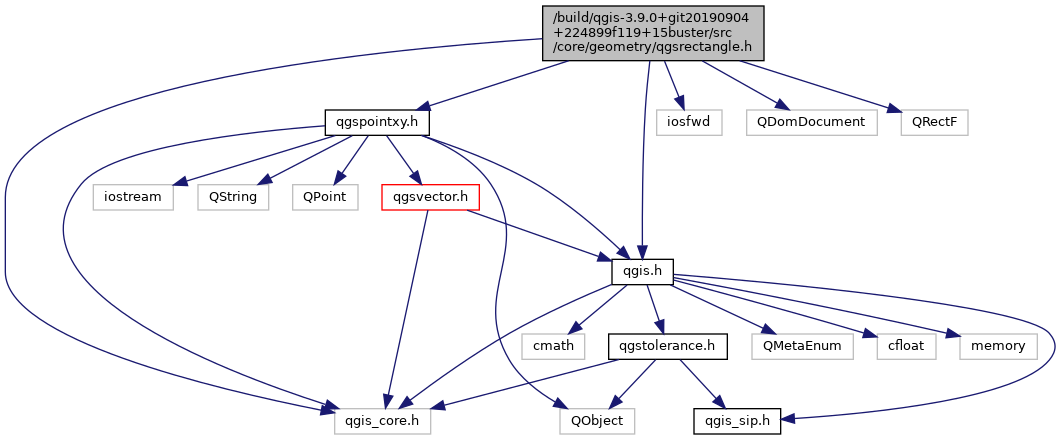 /build/qgis-3.9.0+git20190904
+224899f119+15buster/src
/core/geometry/qgsrectangle.h
qgspointxy.h
iosfwd
QDomDocument
QRectF
iostream
QString
QPoint
qgsvector.h
qgis.h
cmath
qgstolerance.h
QMetaEnum
cfloat
memory
qgis_core.h
QObject
qgis_sip.h